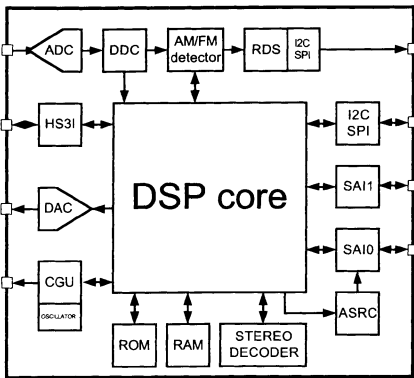 ADC
DDC
AM/FM
detector
RDS
I2C
SPI
HS3I
DSP core
I2C
SPI
SAI1
DAC
SAI0
CGU
OSCILLATOR
ASRC
ROM
RAM
STEREO
DECODER